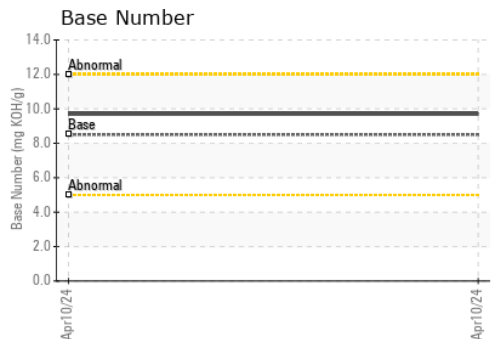 Base Number
14.0
Abnormal
12.0
10.0
Base
8.0
6.0
Abnormal
4.0
2.0
0.0
Base Number (mg KOH/g)
Apr10/24
Apr10/24